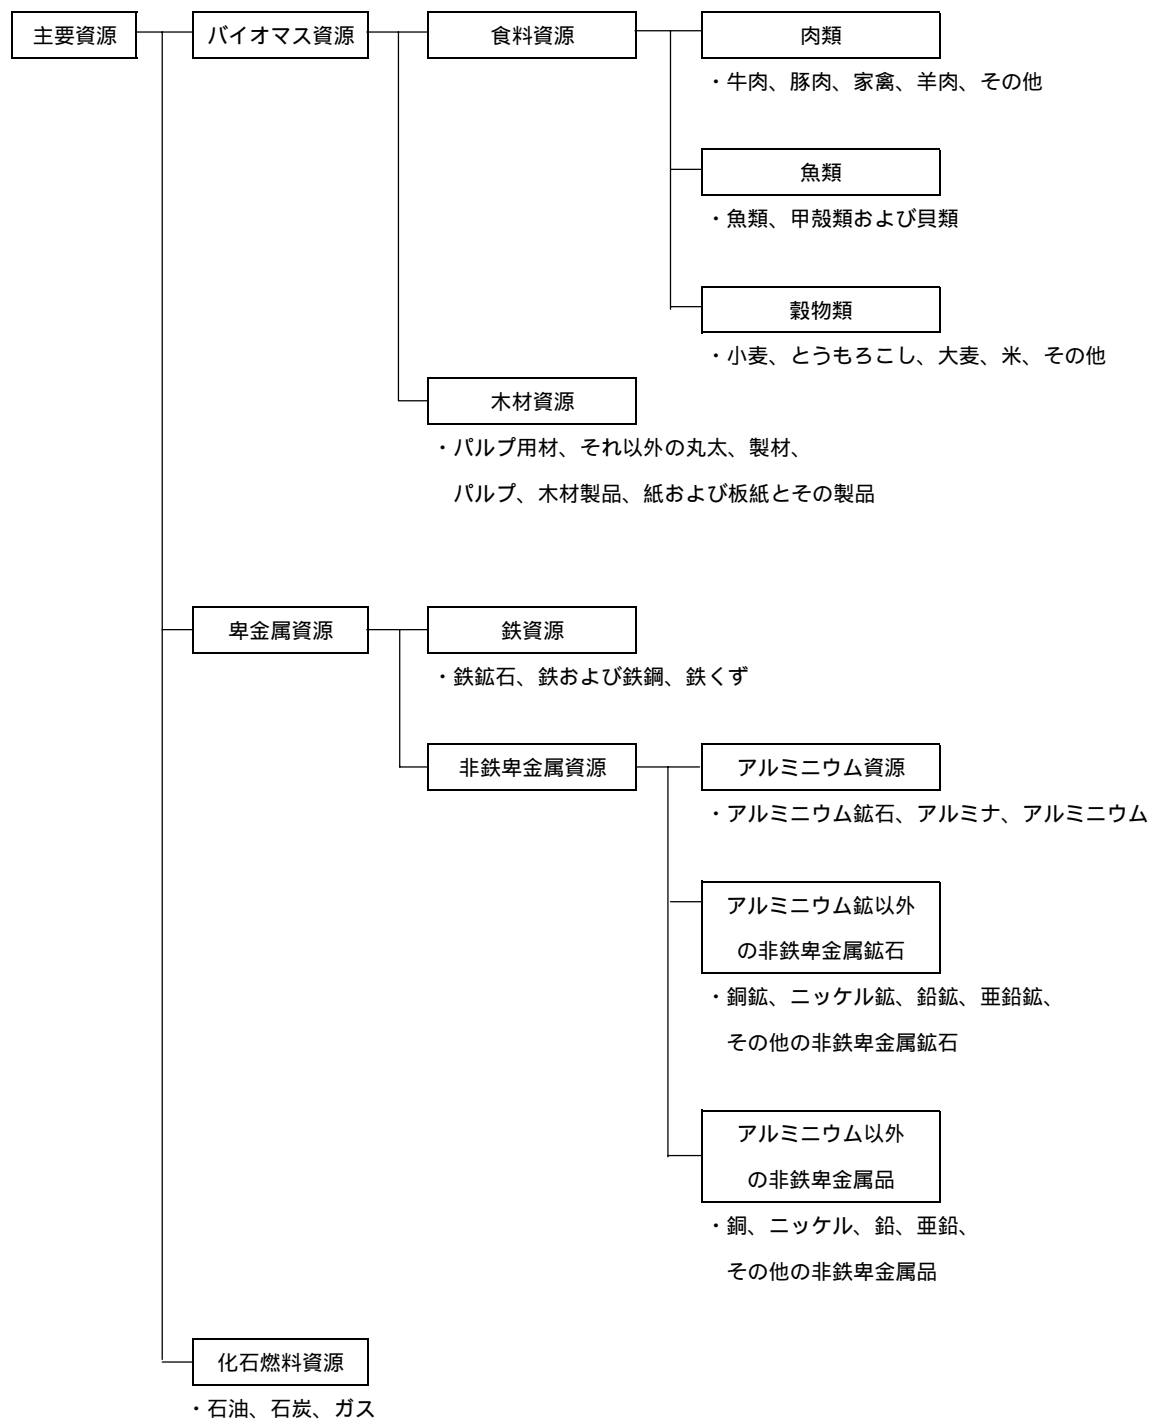 主要資源
バイオマス資源
食料資源
肉類
・牛肉、豚肉、家禽、羊肉、その他
魚類
・魚類、甲殻類および貝類
穀物類
・小麦、とうもろこし、大麦、米、その他
木材資源
・パルプ用材、それ以外の丸太、製材、
パルプ、木材製品、紙および板紙とその製品
卑金属資源
鉄資源
・鉄鉱石、鉄および鉄鋼、鉄くず
非鉄卑金属資源
アルミニウム資源
・アルミニウム鉱石、アルミナ、アルミニウム
アルミニウム鉱以外
の非鉄卑金属鉱石
・銅鉱、ニッケル鉱、鉛鉱、亜鉛鉱、
その他の非鉄卑金属鉱石
アルミニウム以外
の非鉄卑金属品
・銅、ニッケル、鉛、亜鉛、
その他の非鉄卑金属品
化石燃料資源
・石油、石炭、ガス